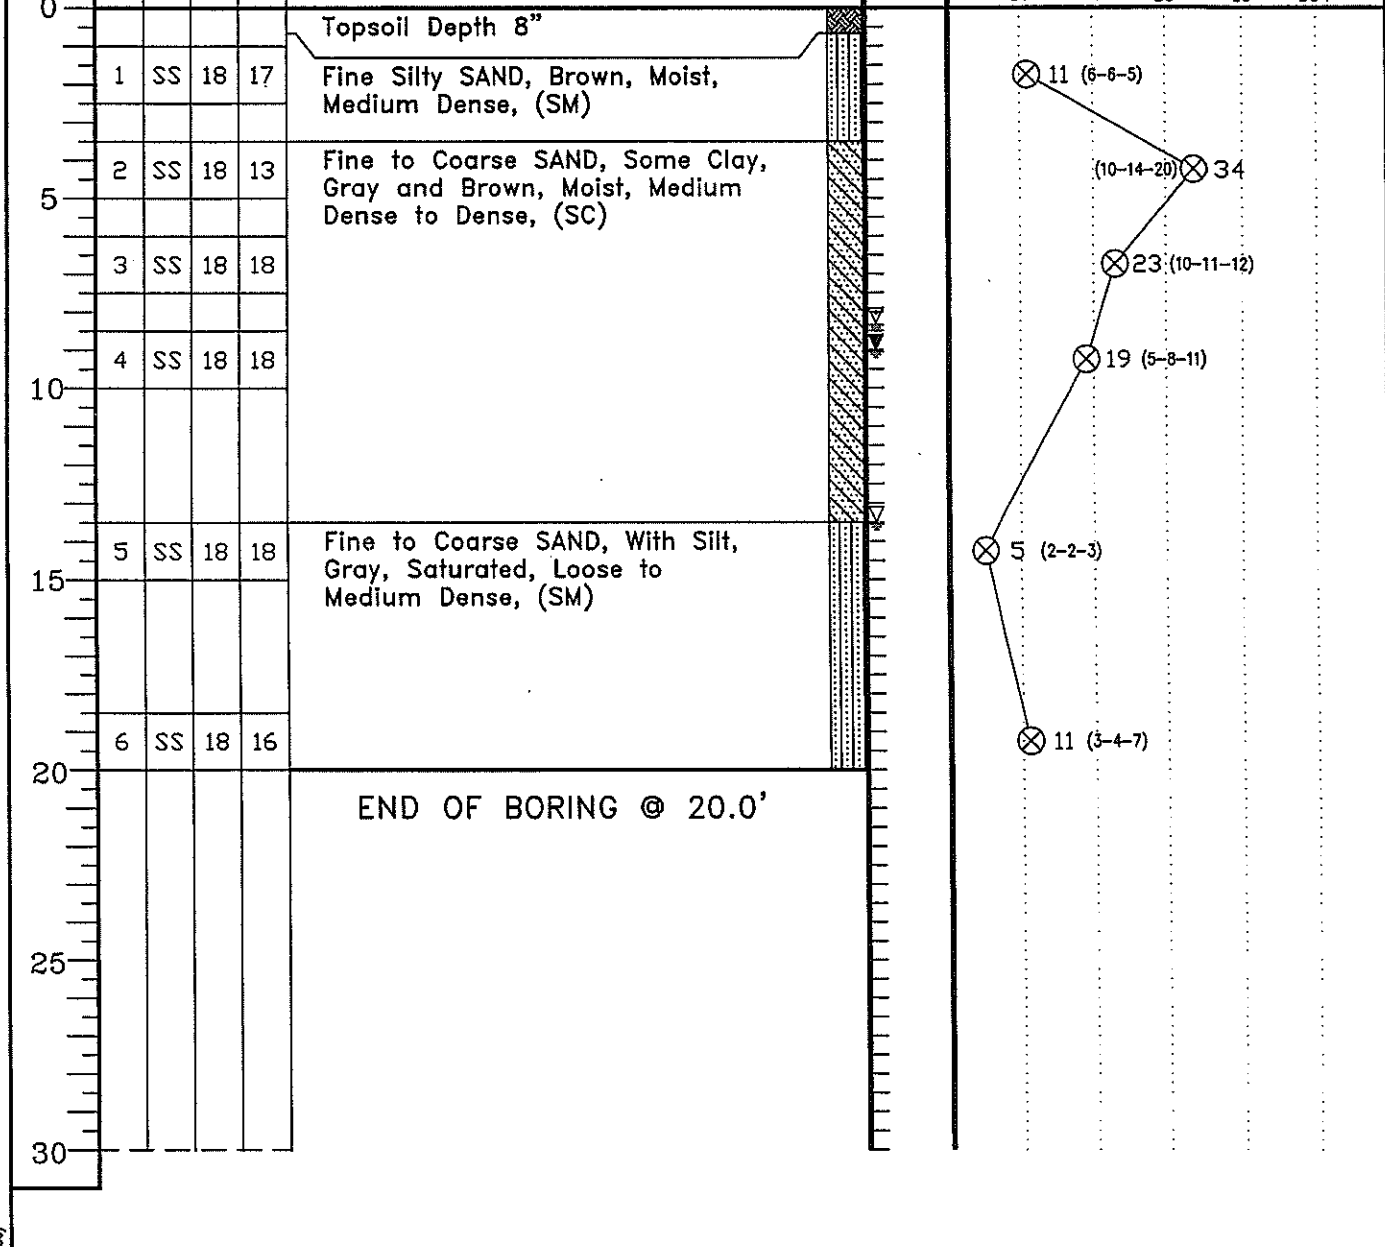 0
Topsoil Depth 8"
1 SS 18 17
Fine Silty SAND, Brown, Moist,
Medium Dense, (SM)
11 (6-6-5)
2 SS 18 13
Fine to Coarse SAND, Some Clay,
Gray and Brown, Moist, Medium
Dense to Dense, (SC)
(10-14-20) 34
5
3 SS 18 18
23 (10-11-12)
4 SS 18 18
19 (5-8-11)
10
5 SS 18 18
Fine to Coarse SAND, With Silt,
Gray, Saturated, Loose to
Medium Dense, (SM)
5 (2-2-3)
15
6 SS 18 16
11 (3-4-7)
20
END OF BORING @ 20.0'
25
30